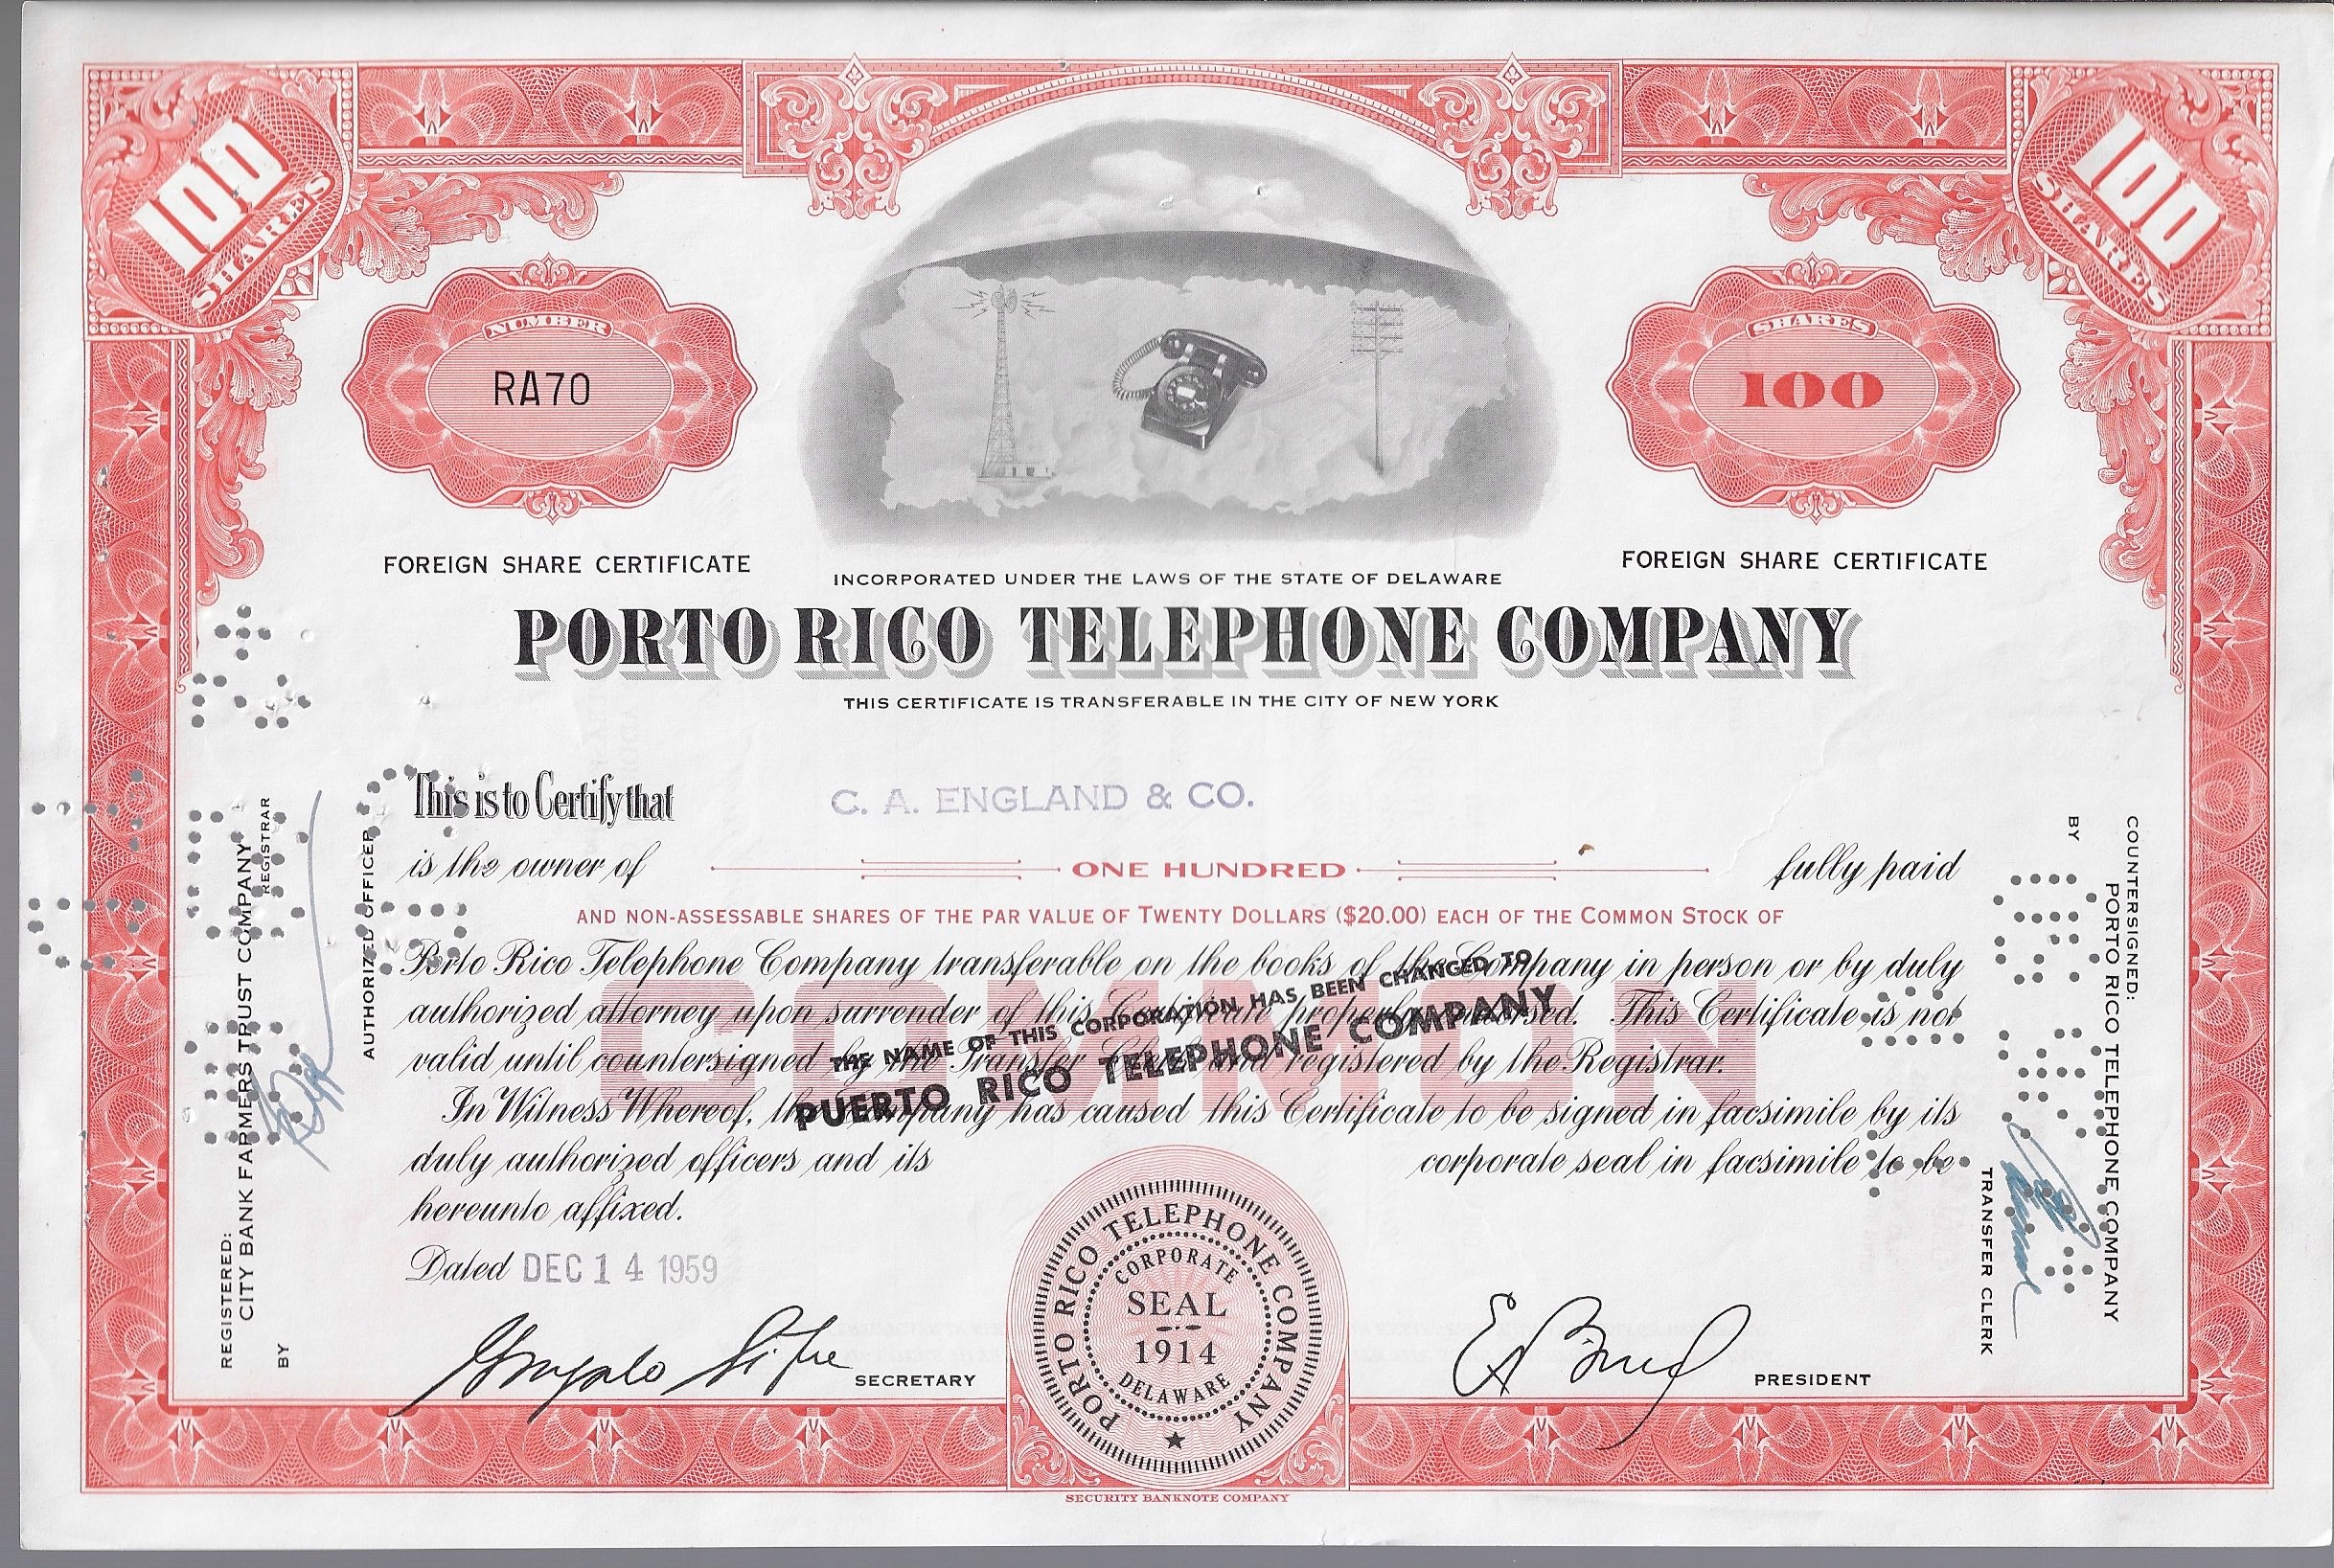 100
SHARES
100
SHARES
NUMBER
RA70
SHARES
100
FOREIGN SHARE CERTIFICATE
FOREIGN SHARE CERTIFICATE
INCORPORATED UNDER THE LAWS OF THE STATE OF DELAWARE
PORTO RICO TELEPHONE COMPANY
THIS CERTIFICATE IS TRANSFERABLE IN THE CITY OF NEW YORK
This is to Certify that C. A. ENGLAND & CO.
is the owner of ONE HUNDRED fully paid
AND NON-ASSESSABLE SHARES OF THE PAR VALUE OF TWENTY DOLLARS ($20.00) EACH OF THE COMMON STOCK OF
Porto Rico Telephone Company transferable on the books of the Company in person or by duly
authorized attorney upon surrender of this Certificate properly endorsed. This Certificate is not
valid until countersigned by the Transfer Clerk and registered by the Registrar.
In Witness Whereof, the Company has caused this Certificate to be signed in facsimile by its
duly authorized officers and its corporate seal in facsimile to be
hereunto affixed.
COMMON
THE NAME OF THIS CORPORATION HAS BEEN CHANGED TO
PUERTO RICO TELEPHONE COMPANY
Dated DEC 14 1959
SECRETARY
PRESIDENT
PORTO RICO TELEPHONE COMPANY
CORPORATE
SEAL
1914
DELAWARE
SECURITY BANKNOTE COMPANY
REGISTERED:
CITY BANK FARMERS TRUST COMPANY
REGISTRAR
BY
AUTHORIZED OFFICER
COUNTERSIGNED:
PORTO RICO TELEPHONE COMPANY
BY
TRANSFER CLERK